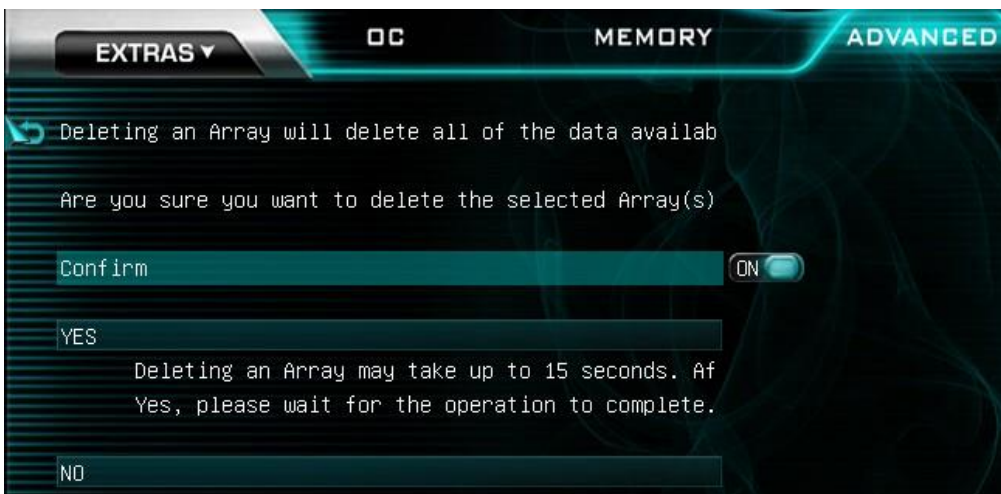 EXTRAS OC MEMORY ADVANCED
Deleting an Array will delete all of the data availab
Are you sure you want to delete the selected Array(s)
Confirm ON
YES
Deleting an Array may take up to 15 seconds. Af
Yes, please wait for the operation to complete.
NO